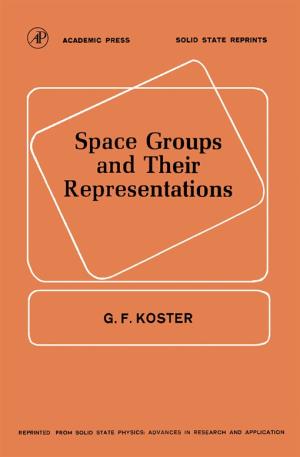 AP ACADEMIC PRESS SOLID STATE REPRINTS
Space Groups
and Their
Representations
G. F. KOSTER
REPRINTED FROM SOLID STATE PHYSICS: ADVANCES IN RESEARCH AND APPLICATION